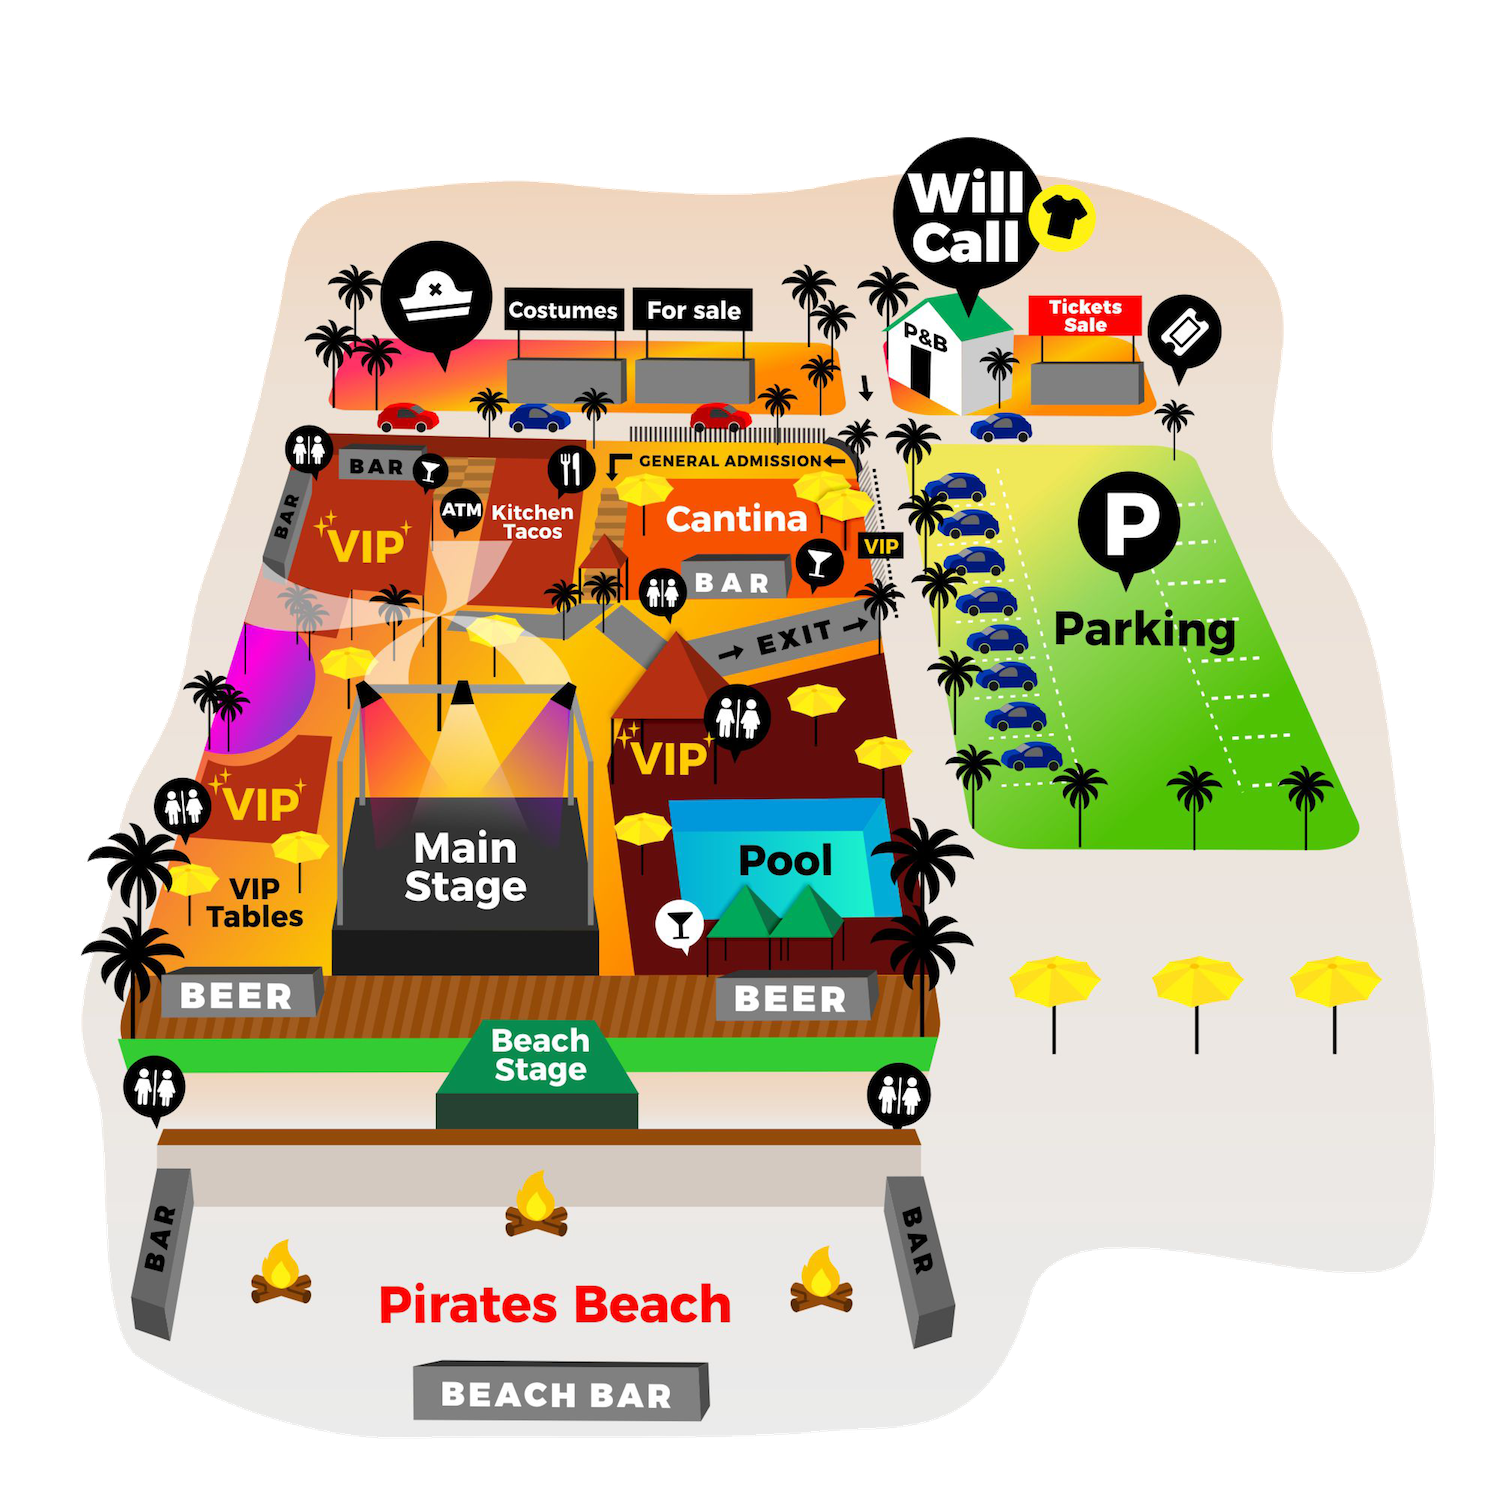 Will
Call
Costumes
For sale
Tickets
Sale
P&B
BAR
GENERAL ADMISSION
BAR
ATM
Kitchen
Tacos
VIP
Cantina
VIP
BAR
P
Parking
EXIT
VIP
VIP
Main
Stage
Pool
VIP
Tables
BEER
BEER
Beach
Stage
BAR
BAR
Pirates Beach
BEACH BAR